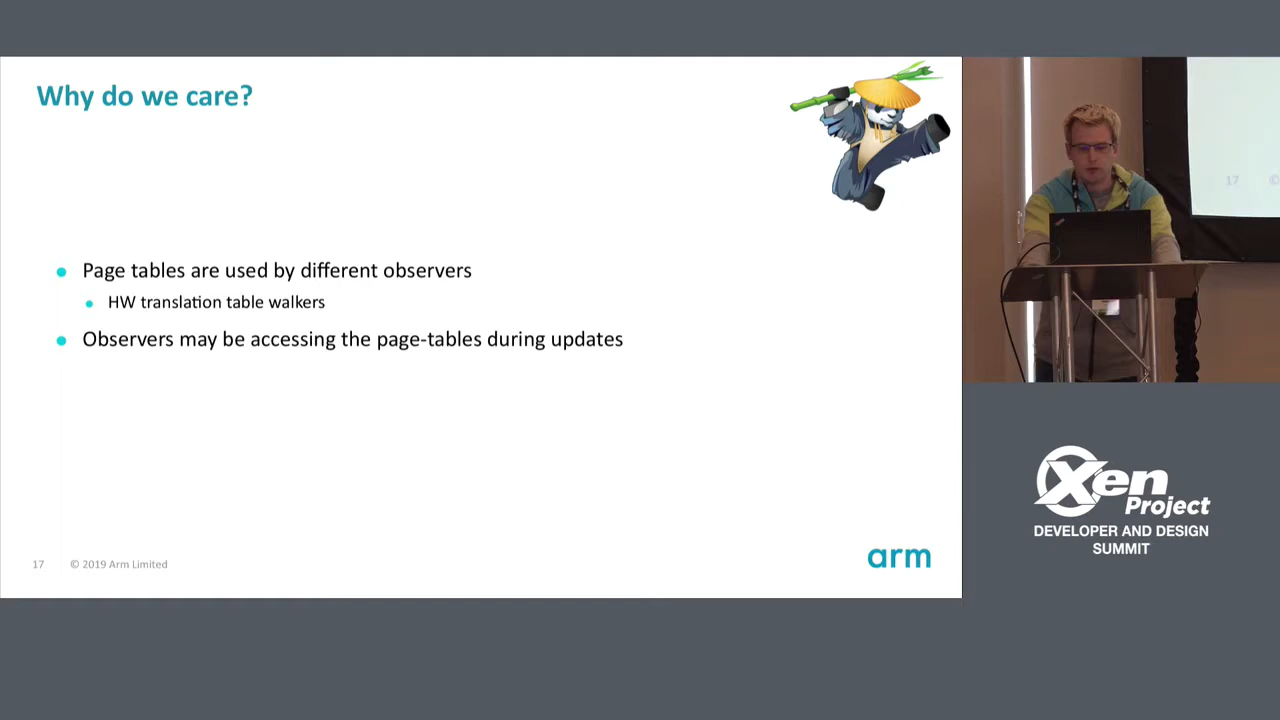 Why do we care?
Page tables are used by different observers
HW translation table walkers
Observers may be accessing the page-tables during updates
17
© 2019 Arm Limited
arm
17
©
Xen
Project
DEVELOPER AND DESIGN
SUMMIT